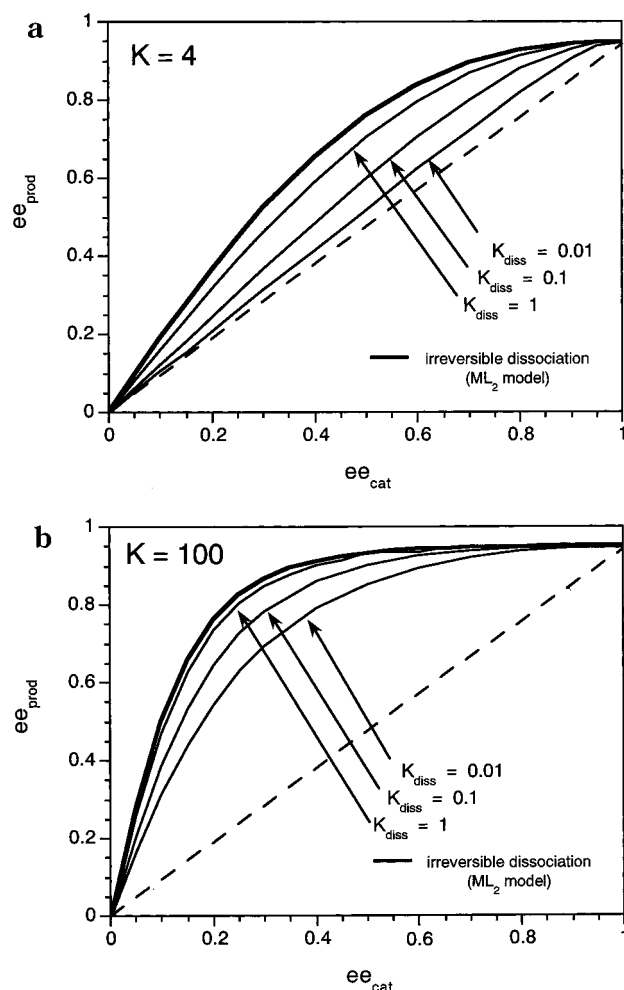 a
K = 4
1
0.8
0.6
0.4
0.2
0
ee_prod
K_diss = 0.01
K_diss = 0.1
K_diss = 1
irreversible dissociation
(ML_2 model)
0 0.2 0.4 0.6 0.8 1
ee_cat
b
K = 100
1
0.8
0.6
0.4
0.2
0
ee_prod
K_diss = 0.01
K_diss = 0.1
K_diss = 1
irreversible dissociation
(ML_2 model)
0 0.2 0.4 0.6 0.8 1
ee_cat